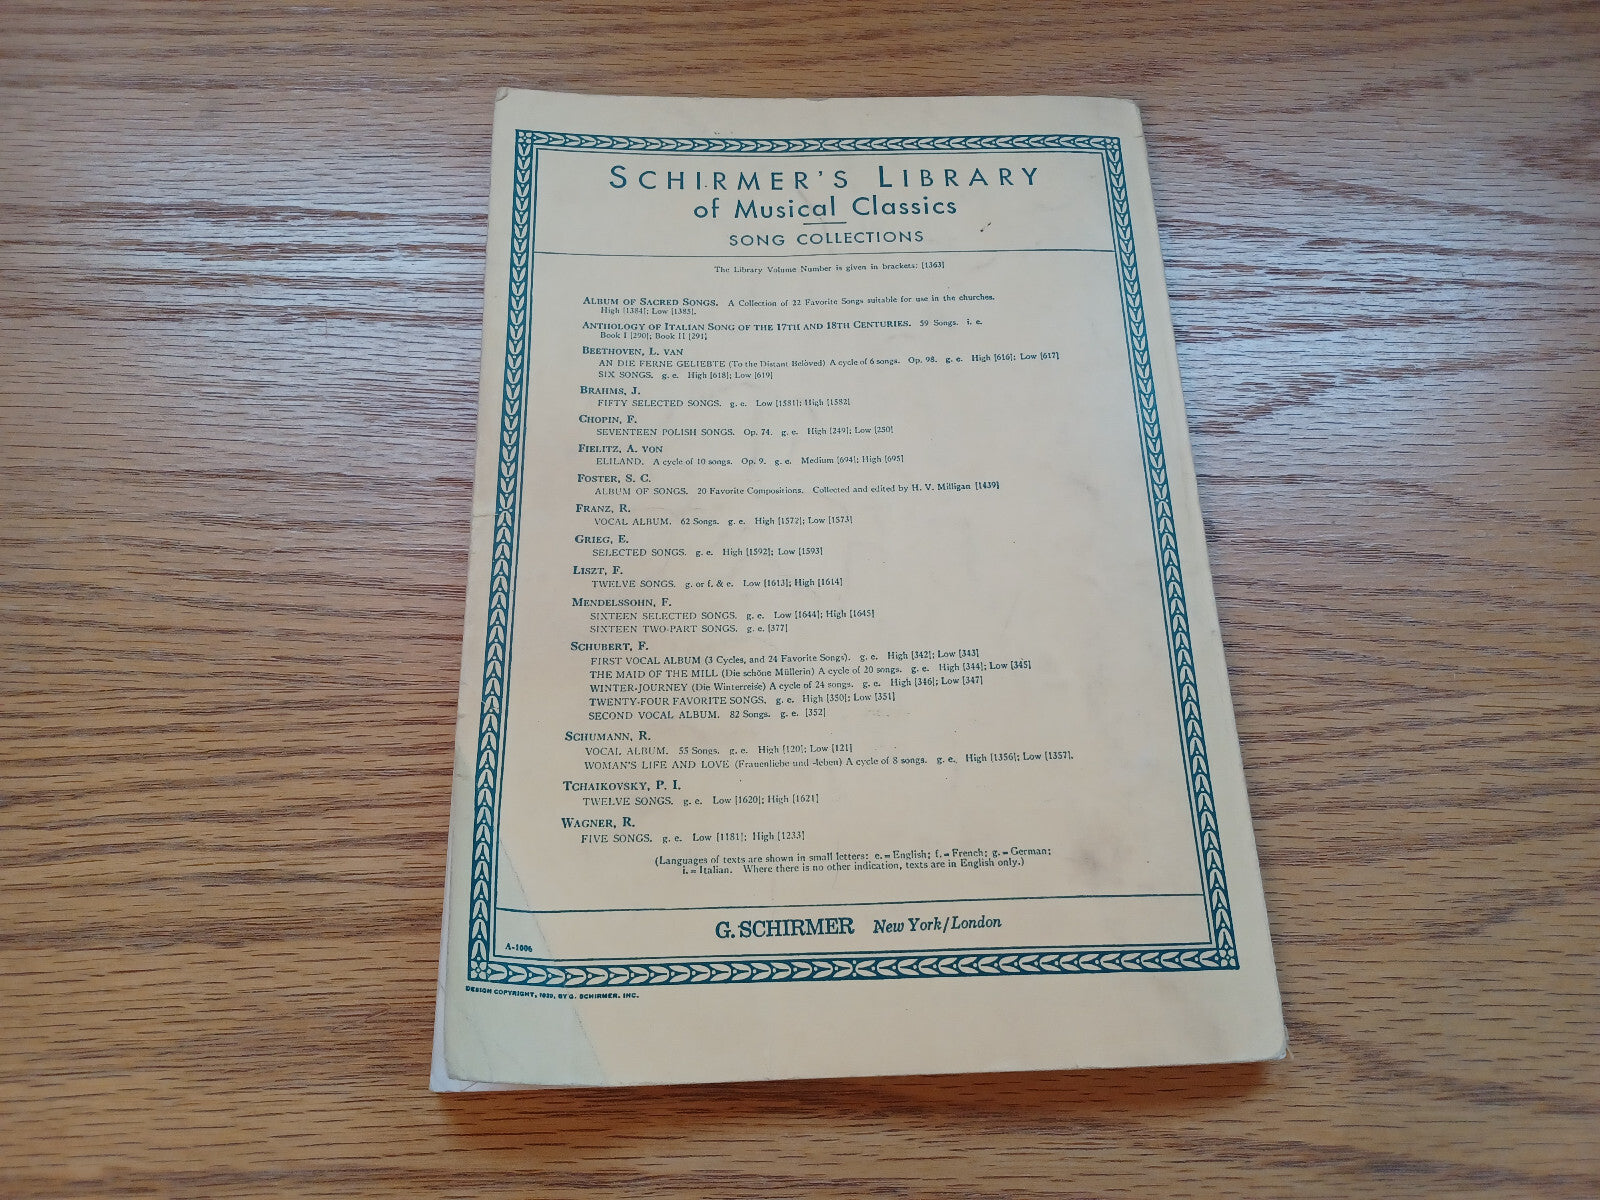 SCHIRMER'S LIBRARY
of Musical Classics
SONG COLLECTIONS
The Library Volume Number is given in brackets: [1363]
ALBUM OF SACRED SONGS. A Collection of 22 Favorite Songs suitable for use in the churches.
High [1384]; Low [1385].
ANTHOLOGY OF ITALIAN SONG OF THE 17TH AND 18TH CENTURIES. 59 Songs. i. e.
Book I [290]; Book II [291]
BEETHOVEN, L. VAN
AN DIE FERNE GELIEBTE (To the Distant Beloved) A cycle of 6 songs. Op. 98. g. e. High [616]; Low [617]
SIX SONGS. g. e. High [618]; Low [619]
BRAHMS, J.
FIFTY SELECTED SONGS. g. e. Low [1581]; High [1582]
CHOPIN, F.
SEVENTEEN POLISH SONGS. Op. 74. g. e. High [249]; Low [250]
FIELITZ, A. VON
ELILAND. A cycle of 10 songs. Op. 9. g. e. Medium [694]; High [695]
FOSTER, S. C.
ALBUM OF SONGS. 20 Favorite Compositions. Collected and edited by H. V. Milligan [1439]
FRANZ, R.
VOCAL ALBUM. 62 Songs. g. e. High [1572]; Low [1573]
GRIEG, E.
SELECTED SONGS. g. e. High [1592]; Low [1593]
LISZT, F.
TWELVE SONGS. g. or f. & e. Low [1613]; High [1614]
MENDELSSOHN, F.
SIXTEEN SELECTED SONGS. g. e. Low [1644]; High [1645]
SIXTEEN TWO-PART SONGS. g. e. [377]
SCHUBERT, F.
FIRST VOCAL ALBUM (3 Cycles, and 24 Favorite Songs). g. e. High [342]; Low [343]
THE MAID OF THE MILL (Die schöne Müllerin) A cycle of 20 songs. g. e. High [344]; Low [345]
WINTER-JOURNEY (Die Winterreise) A cycle of 24 songs. g. e. High [346]; Low [347]
TWENTY-FOUR FAVORITE SONGS. g. e. High [350]; Low [351]
SECOND VOCAL ALBUM. 82 Songs. g. e. [352]
SCHUMANN, R.
VOCAL ALBUM. 55 Songs. g. e. High [120]; Low [121]
WOMAN'S LIFE AND LOVE (Frauenliebe und -leben) A cycle of 8 songs. g. e. High [1356]; Low [1357].
TCHAIKOVSKY, P. I.
TWELVE SONGS. g. e. Low [1620]; High [1621]
WAGNER, R.
FIVE SONGS. g. e. Low [1181]; High [1233]
(Languages of texts are shown in small letters: e. = English; f. = French; g. = German;
i. = Italian. Where there is no other indication, texts are in English only.)
G. SCHIRMER New York/London
A-1006
DESIGN COPYRIGHT, 1939, BY G. SCHIRMER, INC.